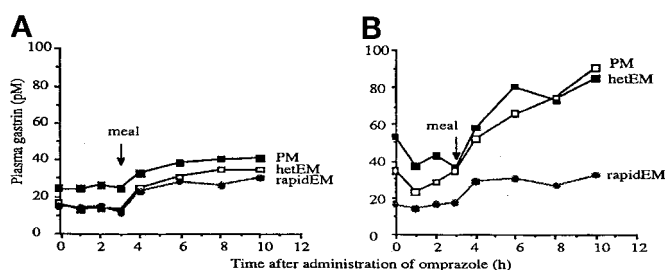 A
B
100
80
60
40
20
0
Plasma gastrin (pM)
meal
PM
hetEM
rapidEM
0 2 4 6 8 10 12
100
80
60
40
20
0
meal
PM
hetEM
rapidEM
0 2 4 6 8 10 12
Time after administration of omprazole (h)